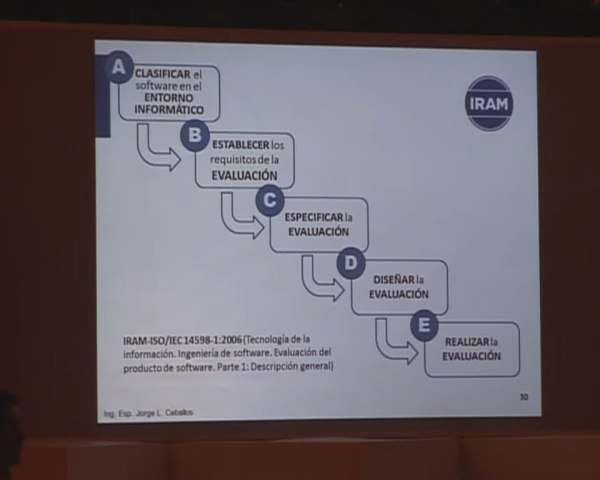 A
CLASIFICAR el
software en el
ENTORNO
INFORMÁTICO
IRAM
B
ESTABLECER los
requisitos de la
EVALUACIÓN
C
ESPECIFICAR la
EVALUACIÓN
D
DISEÑAR la
EVALUACIÓN
E
REALIZAR la
EVALUACIÓN
IRAM-ISO/IEC 14598-1:2006 (Tecnología de la
información. Ingeniería de software. Evaluación del
producto de software. Parte 1: Descripción general)
30
Ing. Esp. Jorge L. Ceballos